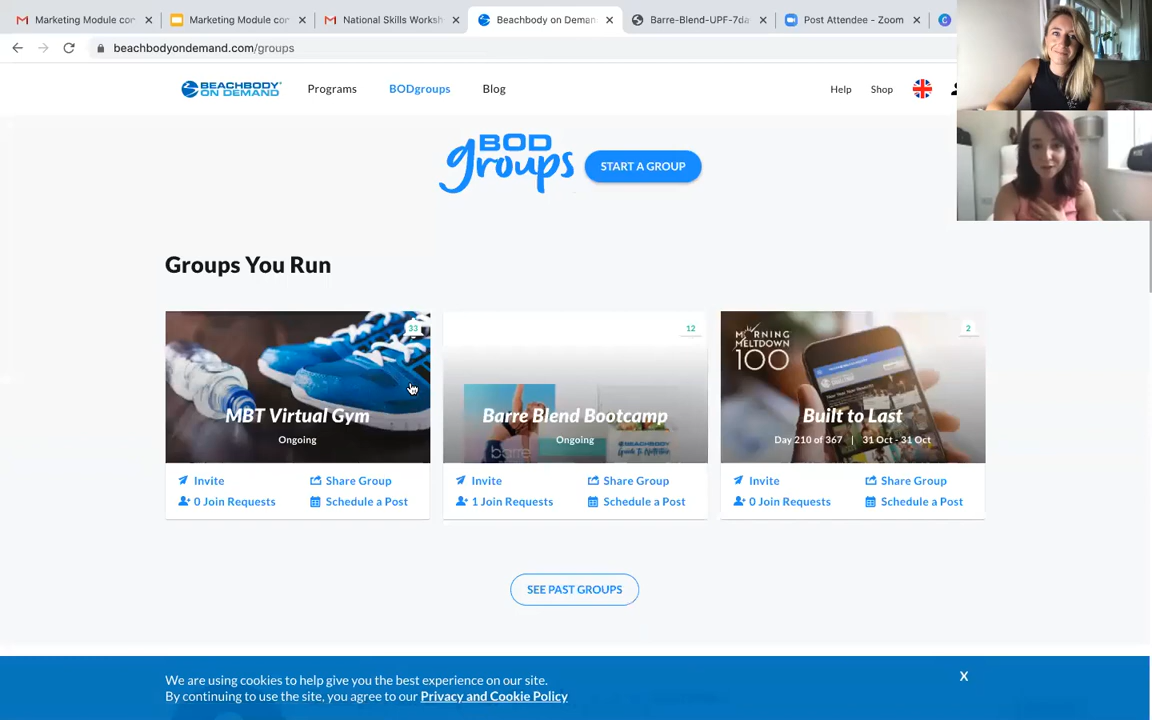 Marketing Module cor
Marketing Module cor
National Skills Worksh
Beachbody on Deman
Barre-Blend-UPF-7da
Post Attendee - Zoom
beachbodyondemand.com/groups
BEACHBODY
ON DEMAND
Programs
BODgroups
Blog
Help
Shop
BOD
groups
START A GROUP
Groups You Run
33
MBT Virtual Gym
Ongoing
Invite
Share Group
0 Join Requests
Schedule a Post
12
Barre Blend Bootcamp
Ongoing
barre
BEACHBODY
Invite
Share Group
1 Join Requests
Schedule a Post
MORNING
MELTDOWN
100
2
Built to Last
Day 210 of 367 | 31 Oct - 31 Oct
Invite
Share Group
0 Join Requests
Schedule a Post
SEE PAST GROUPS
We are using cookies to help give you the best experience on our site.
By continuing to use the site, you agree to our Privacy and Cookie Policy
X